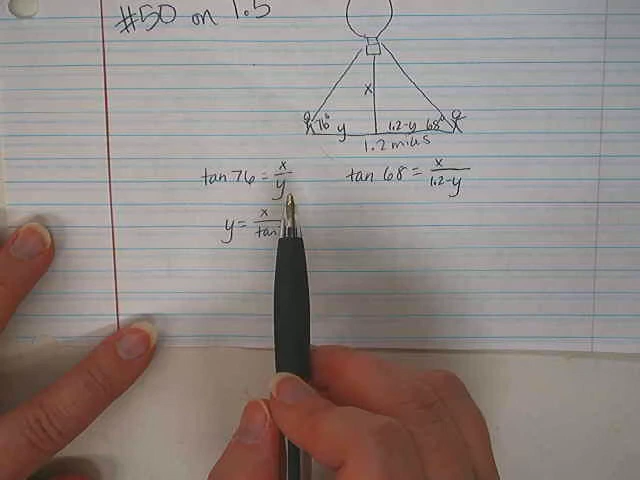 #50 on 1.5
x
76° y 1.2-y 68°
1.2 miles
tan 76 = x/y tan 68 = x/1.2-y
y = x/tan